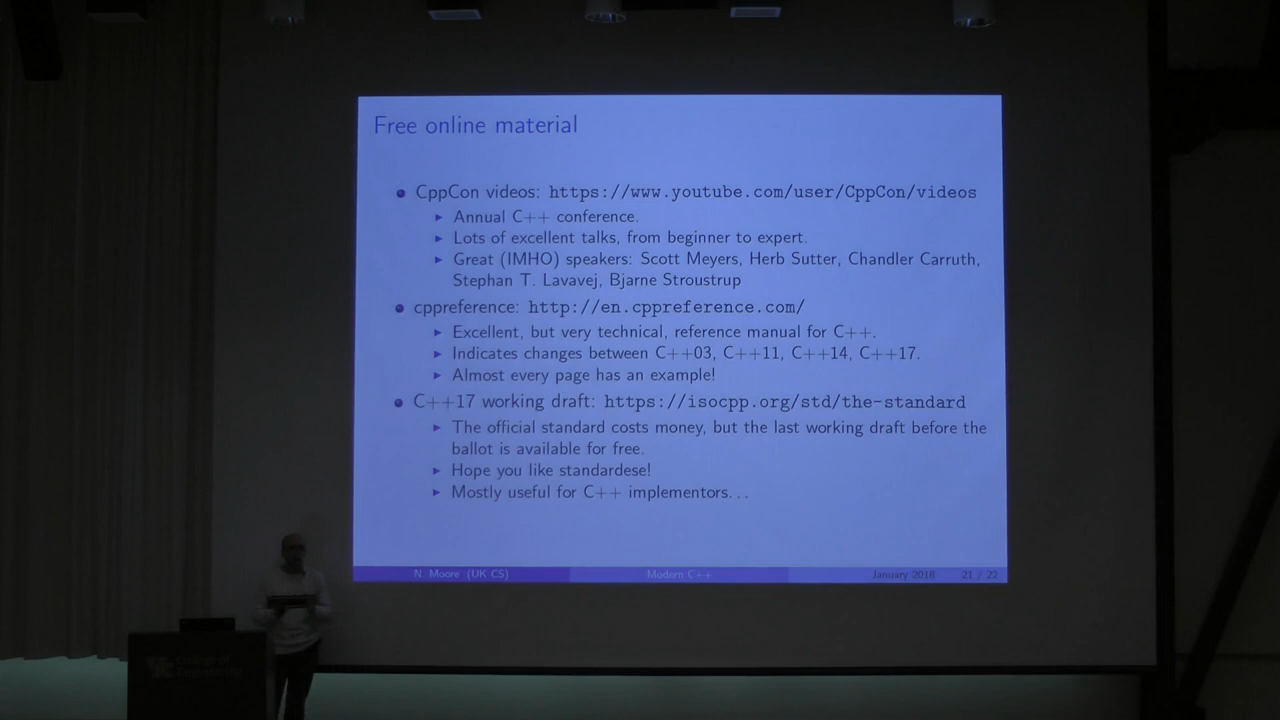 Free online material
• CppCon videos: https://www.youtube.com/user/CppCon/videos
▸ Annual C++ conference.
▸ Lots of excellent talks, from beginner to expert.
▸ Great (IMHO) speakers: Scott Meyers, Herb Sutter, Chandler Carruth,
Stephan T. Lavavej, Bjarne Stroustrup
• cppreference: http://en.cppreference.com/
▸ Excellent, but very technical, reference manual for C++.
▸ Indicates changes between C++03, C++11, C++14, C++17.
▸ Almost every page has an example!
• C++17 working draft: https://isocpp.org/std/the-standard
▸ The official standard costs money, but the last working draft before the
ballot is available for free.
▸ Hope you like standardese!
▸ Mostly useful for C++ implementors...
N. Moore (UK CS) Modern C++ January 2018 21 / 22